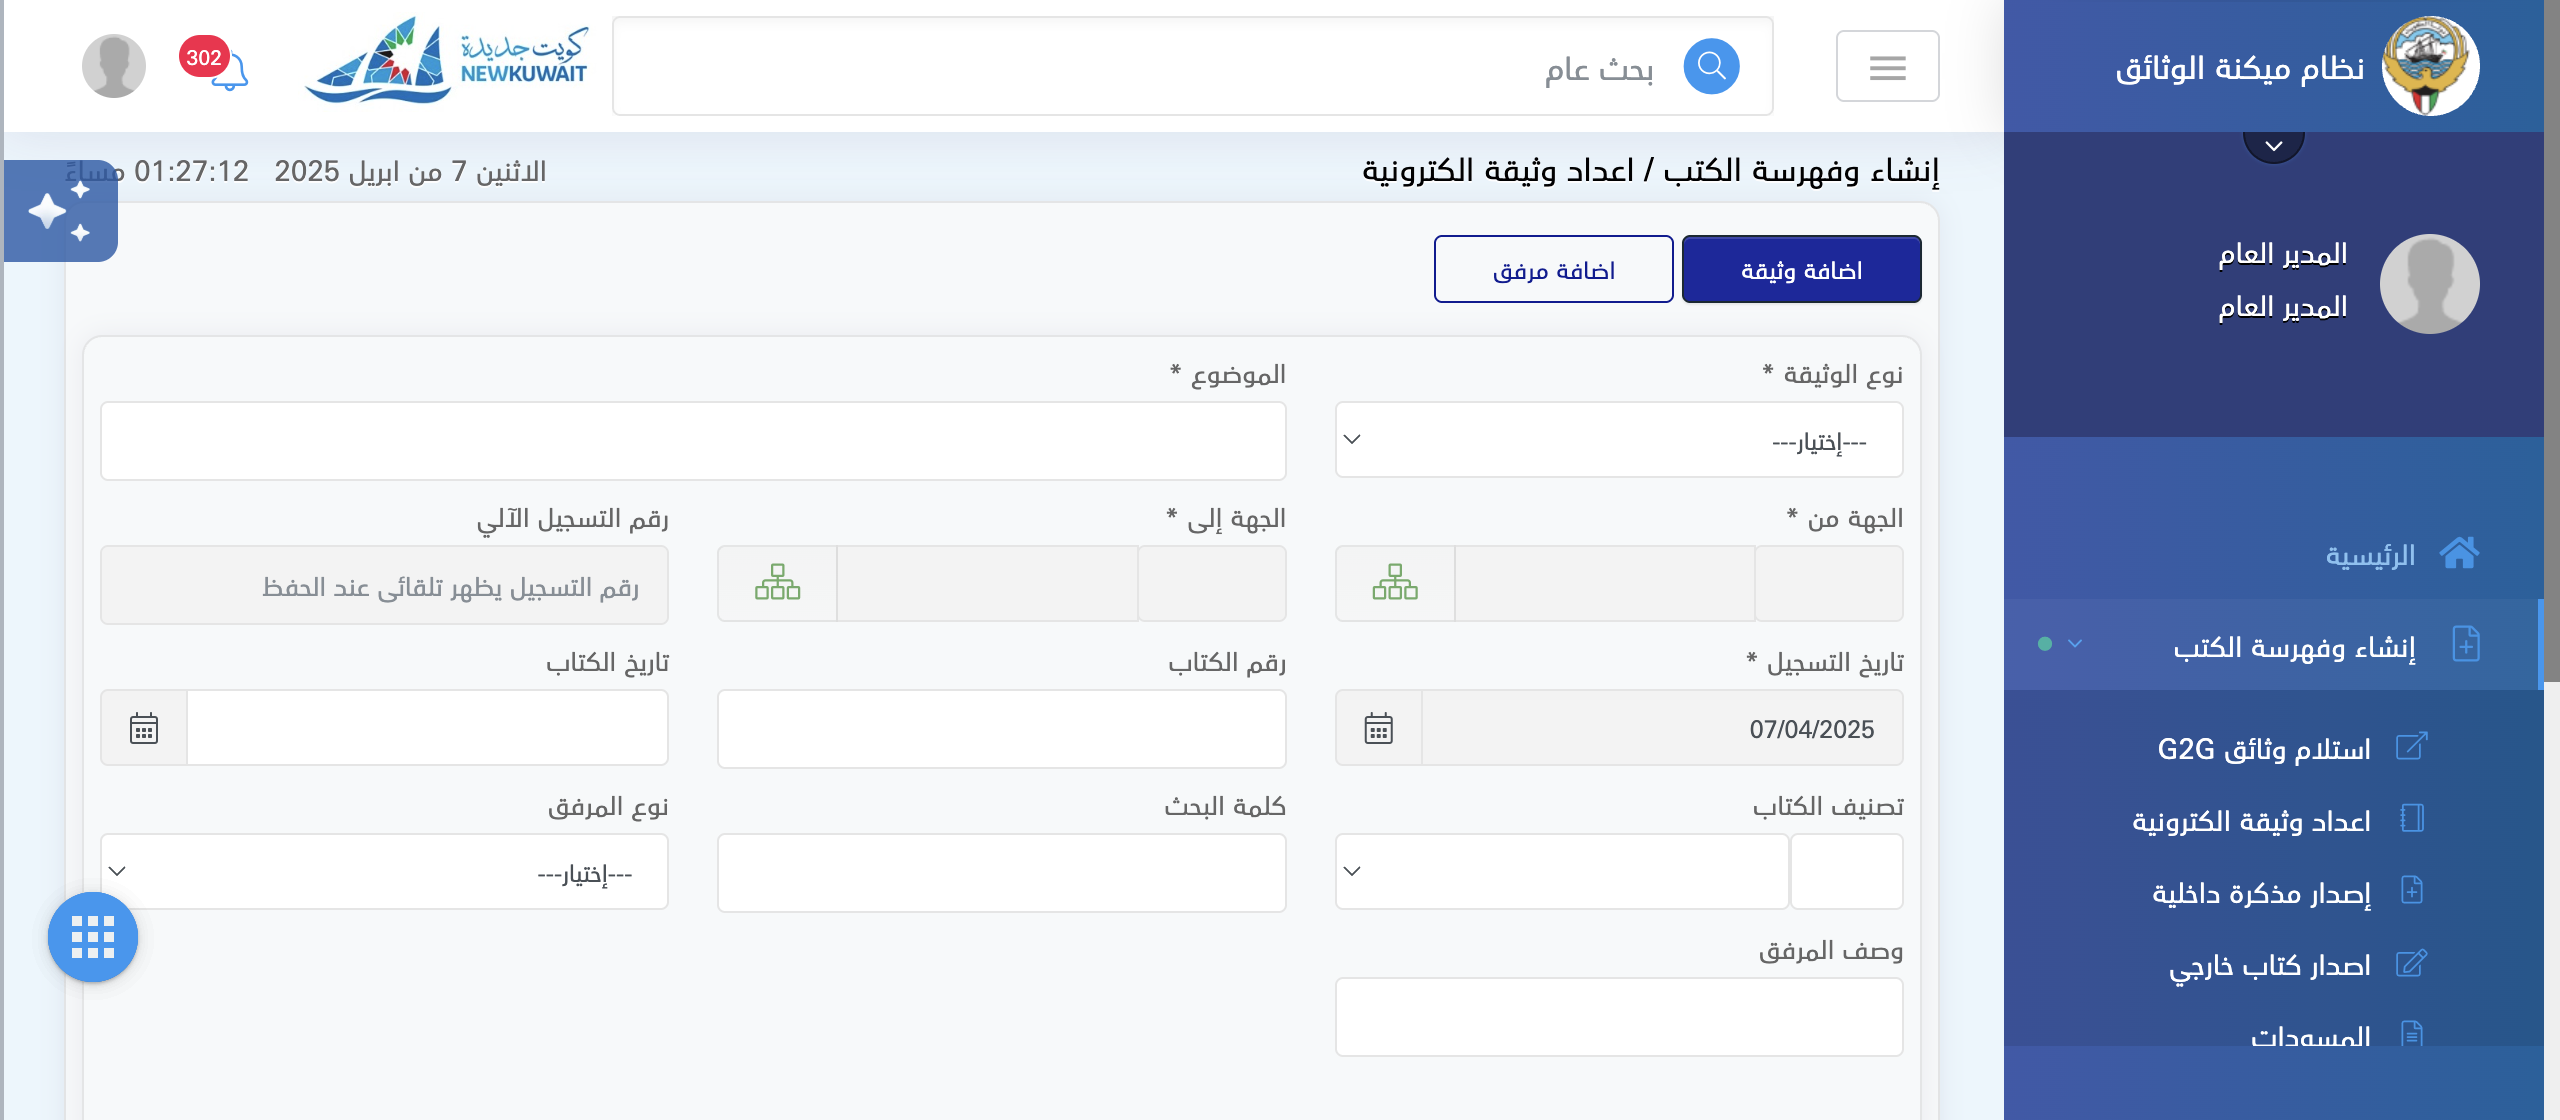 نظام ميكنة الوثائق
بحث عام
كويت جديدة
NEWKUWAIT
302
إنشاء وفهرسة الكتب / اعداد وثيقة الكترونية
الاثنين 7 من ابريل 2025 01:27:12 مساءً
المدير العام
المدير العام
الرئيسية
إنشاء وفهرسة الكتب
استلام وثائق G2G
اعداد وثيقة الكترونية
إصدار مذكرة داخلية
اصدار كتاب خارجي
المسودات
اضافة وثيقة
اضافة مرفق
نوع الوثيقة *
الموضوع *
---إختيار---
الجهة من *
الجهة إلى *
رقم التسجيل الآلي
رقم التسجيل يظهر تلقائى عند الحفظ
تاريخ التسجيل *
رقم الكتاب
تاريخ الكتاب
07/04/2025
تصنيف الكتاب
كلمة البحث
نوع المرفق
---إختيار---
وصف المرفق